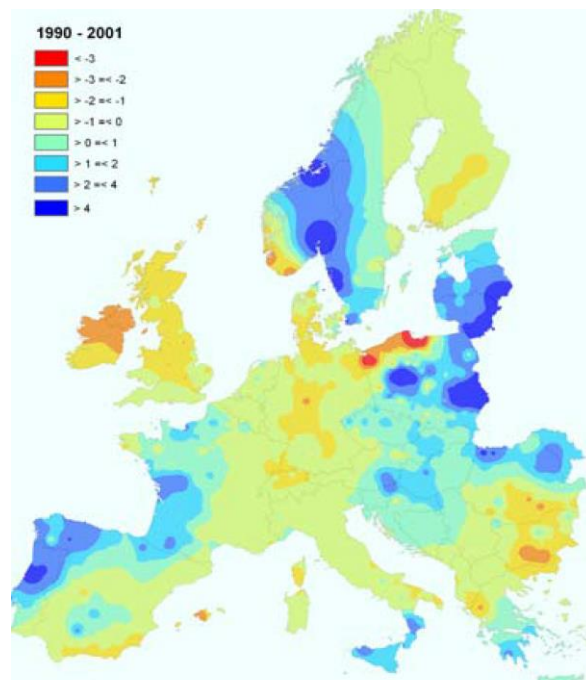 1990 - 2001
< -3
> -3 =< -2
> -2 =< -1
> -1 =< 0
> 0 =< 1
> 1 =< 2
> 2 =< 4
> 4